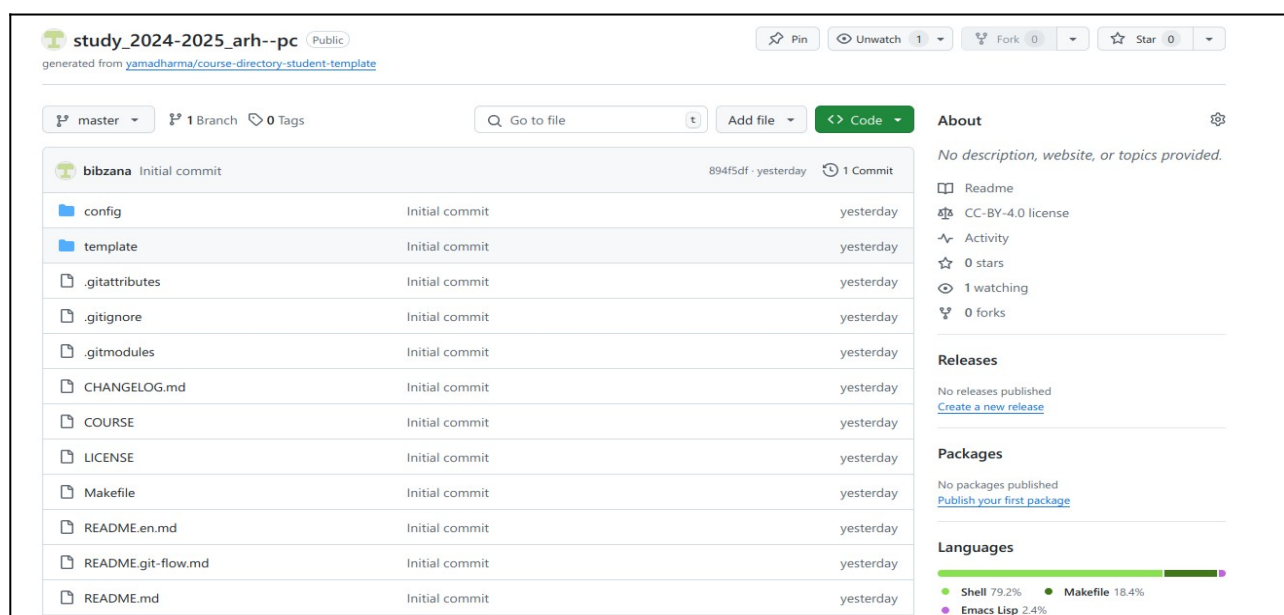 study_2024-2025_arh--pc Public
Pin
Unwatch 1
Fork 0
Star 0
generated from yamadharma/course-directory-student-template
master
1 Branch
0 Tags
Go to file t
Add file
<> Code
bibzana Initial commit 894f5df · yesterday 1 Commit
config Initial commit yesterday
template Initial commit yesterday
.gitattributes Initial commit yesterday
.gitignore Initial commit yesterday
.gitmodules Initial commit yesterday
CHANGELOG.md Initial commit yesterday
COURSE Initial commit yesterday
LICENSE Initial commit yesterday
Makefile Initial commit yesterday
README.en.md Initial commit yesterday
README.git-flow.md Initial commit yesterday
README.md Initial commit yesterday
About
No description, website, or topics provided.
Readme
CC-BY-4.0 license
Activity
0 stars
1 watching
0 forks
Releases
No releases published
Create a new release
Packages
No packages published
Publish your first package
Languages
Shell 79.2% Makefile 18.4%
Emacs Lisp 2.4%